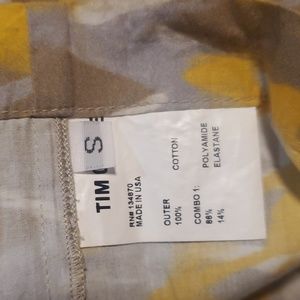 S
TIM
RN# 134870
MADE IN USA
OUTER
100% COTTON
COMBO 1:
86% POLYAMIDE
14% ELASTANE